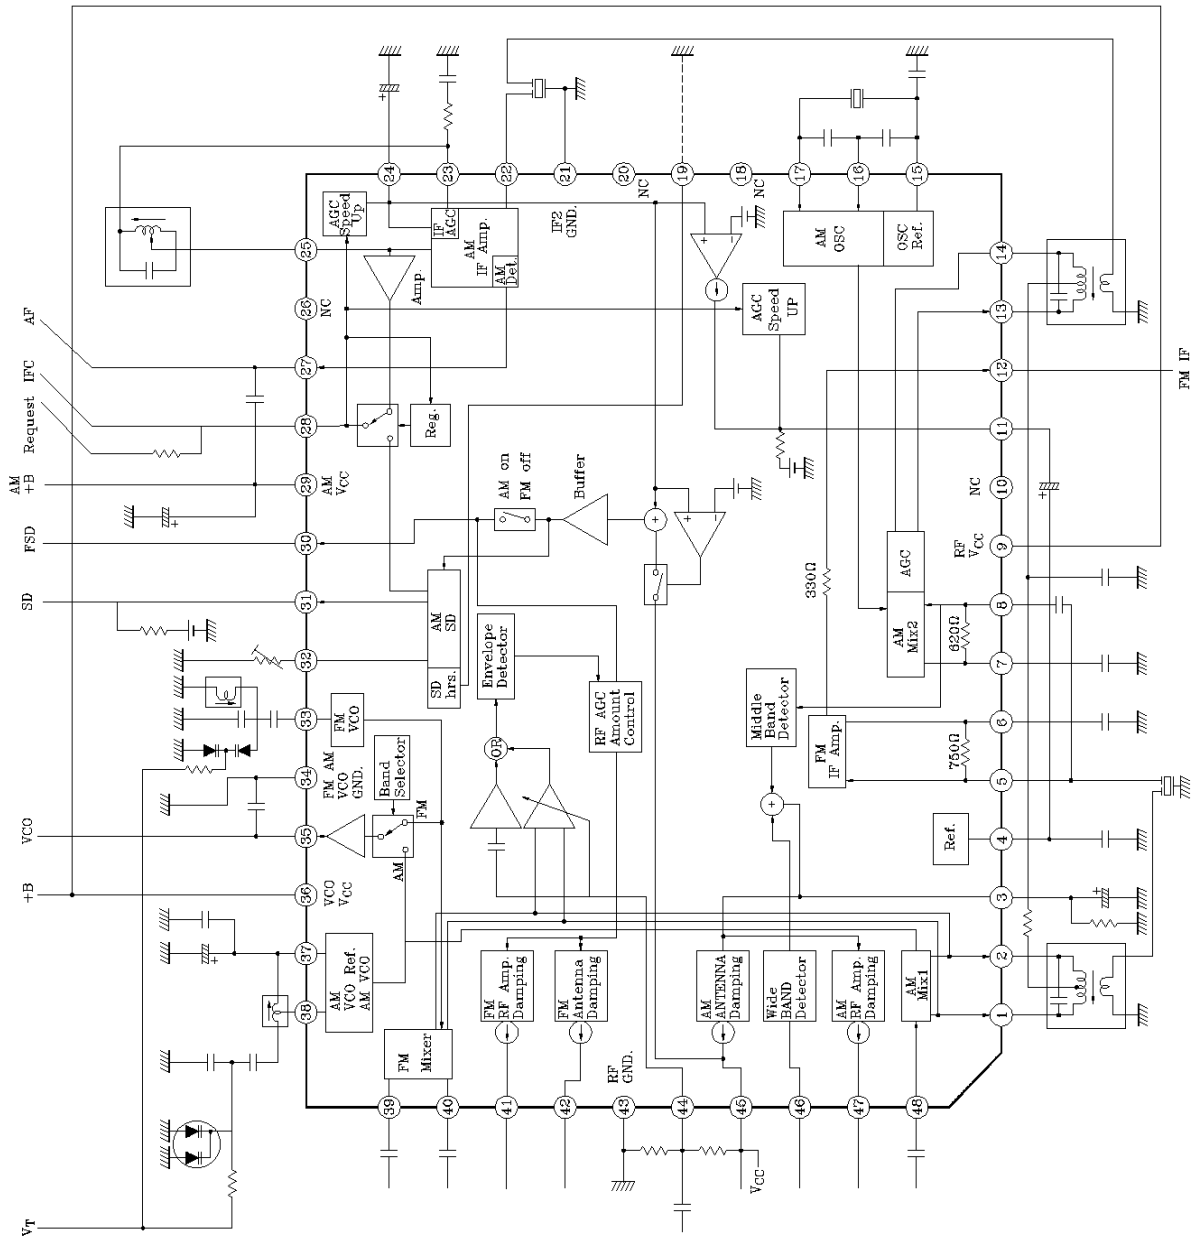 24
23
22
21
20
19
18
17
16
15
NC
NC
IF2
GND.
AGC
Speed
Up
IF
AGC
AM
IF Amp.
AM
Det.
Amp.
+
−
AM
OSC
OSC
Ref.
AGC
Speed
UP
25
26
NC
27
28
29
AM
VCC
30
31
32
33
34
FM AM
VCO
GND.
35
36
VCO
VCC
37
38
AF
IFC
Request
AM
+B
FSD
SD
VCO
+B
VT
+
+
+
Reg.
AM on
FM off
Buffer
+
+
−
AM
SD
SD
hrs.
Envelope
Detector
RF AGC
Amount
Control
OR
FM
VCO
Band
Selector
FM
AM
AM
VCO Ref.
AM VCO
FM
Mixer
FM
RF Amp.
Damping
FM
Antenna
Damping
AM
ANTENNA
Damping
Wide
BAND
Detector
AM
RF Amp.
Damping
AM
Mix1
Middle
Band
Detector
+
FM
IF Amp.
330Ω
750Ω
620Ω
AGC
AM
Mix2
Ref.
14
13
12
11
10
NC
9
RF
VCC
8
7
6
5
4
3
2
1
FM IF
+
+
RF
GND.
39
40
41
42
43
44
45
46
47
48
VCC